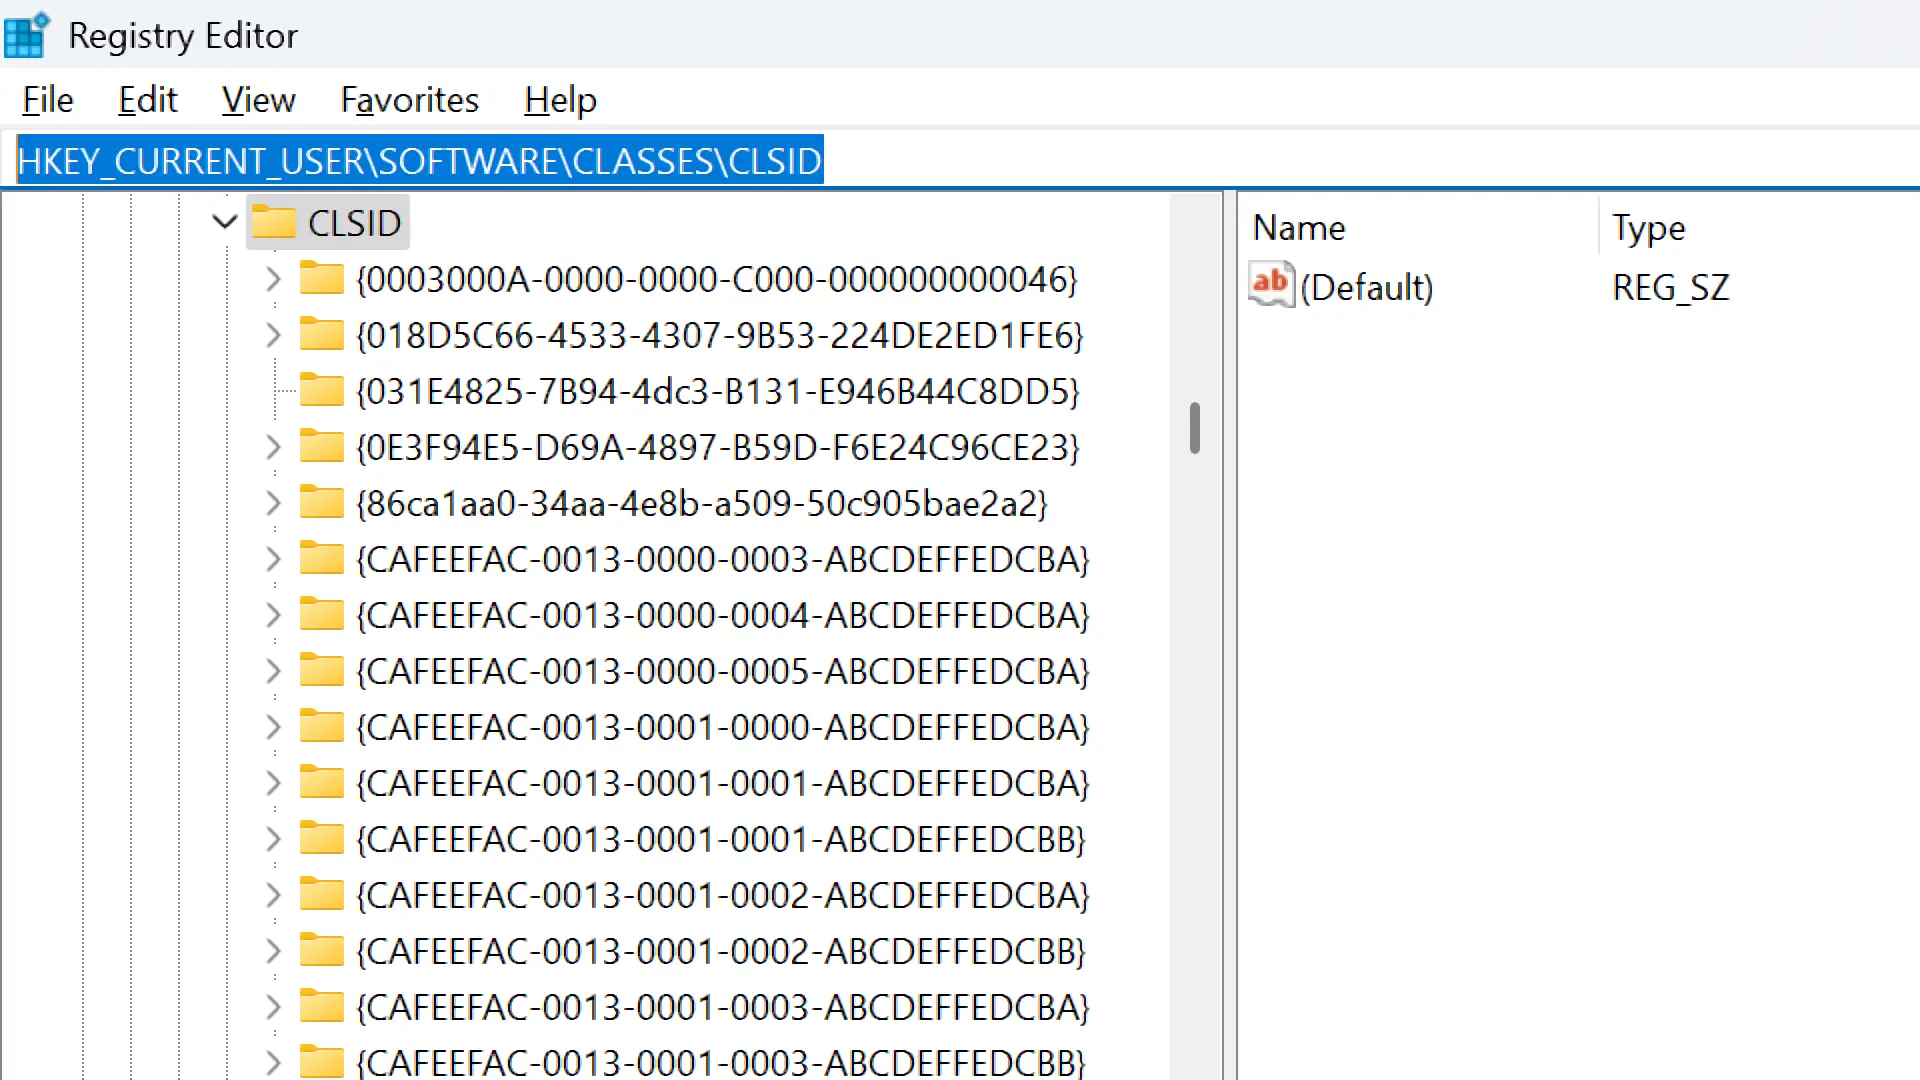 Registry Editor
File Edit View Favorites Help
HKEY_CURRENT_USER\SOFTWARE\CLASSES\CLSID
CLSID
{0003000A-0000-0000-C000-000000000046}
{018D5C66-4533-4307-9B53-224DE2ED1FE6}
{031E4825-7B94-4dc3-B131-E946B44C8DD5}
{0E3F94E5-D69A-4897-B59D-F6E24C96CE23}
{86ca1aa0-34aa-4e8b-a509-50c905bae2a2}
{CAFEEFAC-0013-0000-0003-ABCDEFFEDCBA}
{CAFEEFAC-0013-0000-0004-ABCDEFFEDCBA}
{CAFEEFAC-0013-0000-0005-ABCDEFFEDCBA}
{CAFEEFAC-0013-0001-0000-ABCDEFFEDCBA}
{CAFEEFAC-0013-0001-0001-ABCDEFFEDCBA}
{CAFEEFAC-0013-0001-0001-ABCDEFFEDCBB}
{CAFEEFAC-0013-0001-0002-ABCDEFFEDCBA}
{CAFEEFAC-0013-0001-0002-ABCDEFFEDCBB}
{CAFEEFAC-0013-0001-0003-ABCDEFFEDCBA}
{CAFEEFAC-0013-0001-0003-ABCDEFFEDCBB}
Name Type
ab (Default) REG_SZ